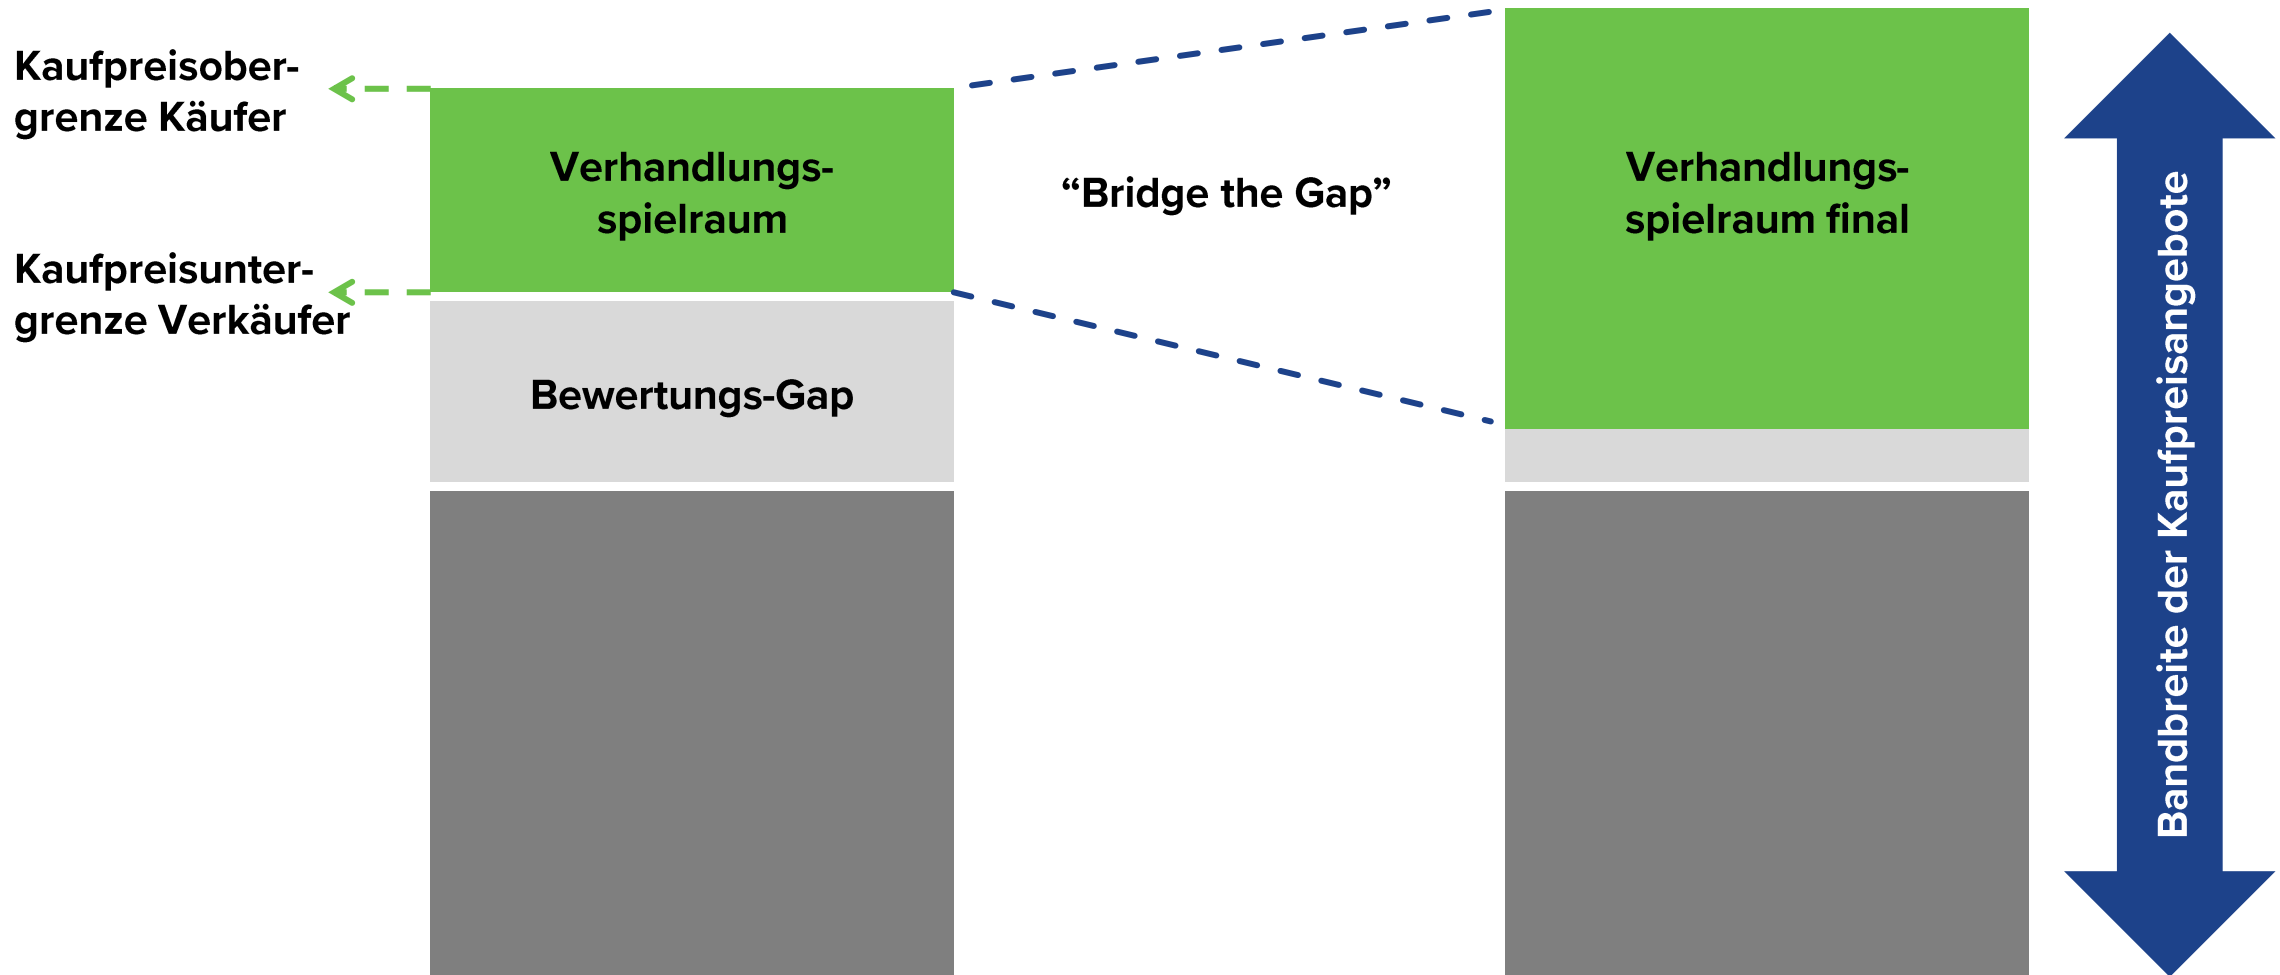 Kaufpreisober-
grenze Käufer
Kaufpreisunter-
grenze Verkäufer
Verhandlungs-
spielraum
Bewertungs-Gap
“Bridge the Gap”
Verhandlungs-
spielraum final
Bandbreite der Kaufpreisangebote